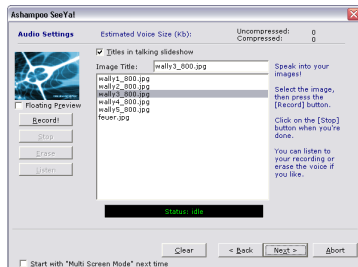 Ashampoo SeeYa!
Audio Settings
Estimated Voice Size (Kb):
Uncompressed: 0
Compressed: 0
Titles in talking slideshow
Image Title: wally3_800.jpg
wally1_800.jpg
wally2_800.jpg
wally3_800.jpg
wally4_800.jpg
wally5_800.jpg
feuer.jpg
Floating Preview
Record!
Stop
Erase
Listen
Speak into your
images!
Select the image,
then press the
[Record] button.
Click on the [Stop]
button when you're
done.
You can listen to
your recording or
erase the voice if
you like.
Status: idle
Clear
< Back
Next >
Abort
Start with "Multi Screen Mode" next time